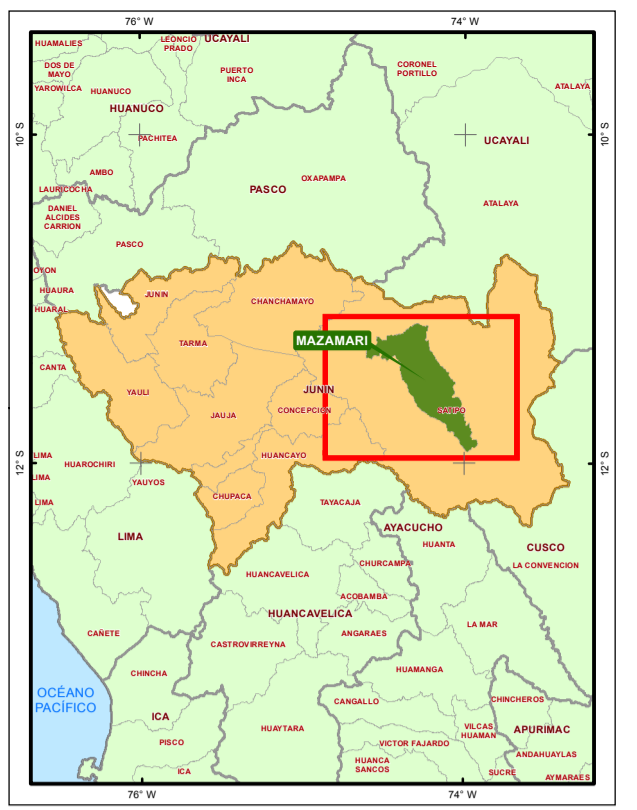 76° W
74° W
HUAMALIES
LEONCIO
PRADO
UCAYALI
DOS DE
MAYO
PUERTO
INCA
CORONEL
PORTILLO
YAROWILCA
HUANUCO
ATALAYA
HUANUCO
10° S
10° S
PACHITEA
UCAYALI
AMBO
OXAPAMPA
LAURICOCHA
PASCO
DANIEL
ALCIDES
CARRION
ATALAYA
PASCO
OYON
HUAURA
JUNIN
CHANCHAMAYO
HUARAL
TARMA
MAZAMARI
CANTA
YAULI
JUNIN
JAUJA
CONCEPCION
SATIPO
LIMA
HUAROCHIRI
HUANCAYO
12° S
12° S
LIMA
YAUYOS
CHUPACA
LIMA
TAYACAJA
LIMA
AYACUCHO
HUANTA
CUSCO
CHURCAMPA
LA CONVENCION
HUANCAVELICA
ACOBAMBA
HUANCAVELICA
LA MAR
CAÑETE
ANGARAES
CASTROVIRREYNA
CHINCHA
HUAMANGA
OCÉANO
PACÍFICO
CANGALLO
CHINCHEROS
ICA
HUAYTARA
VILCAS
HUAMAN
APURIMAC
PISCO
VICTOR FAJARDO
ANDAHUAYLAS
HUANCA
SANCOS
ICA
SUCRE
AYMARAES
76° W
74° W